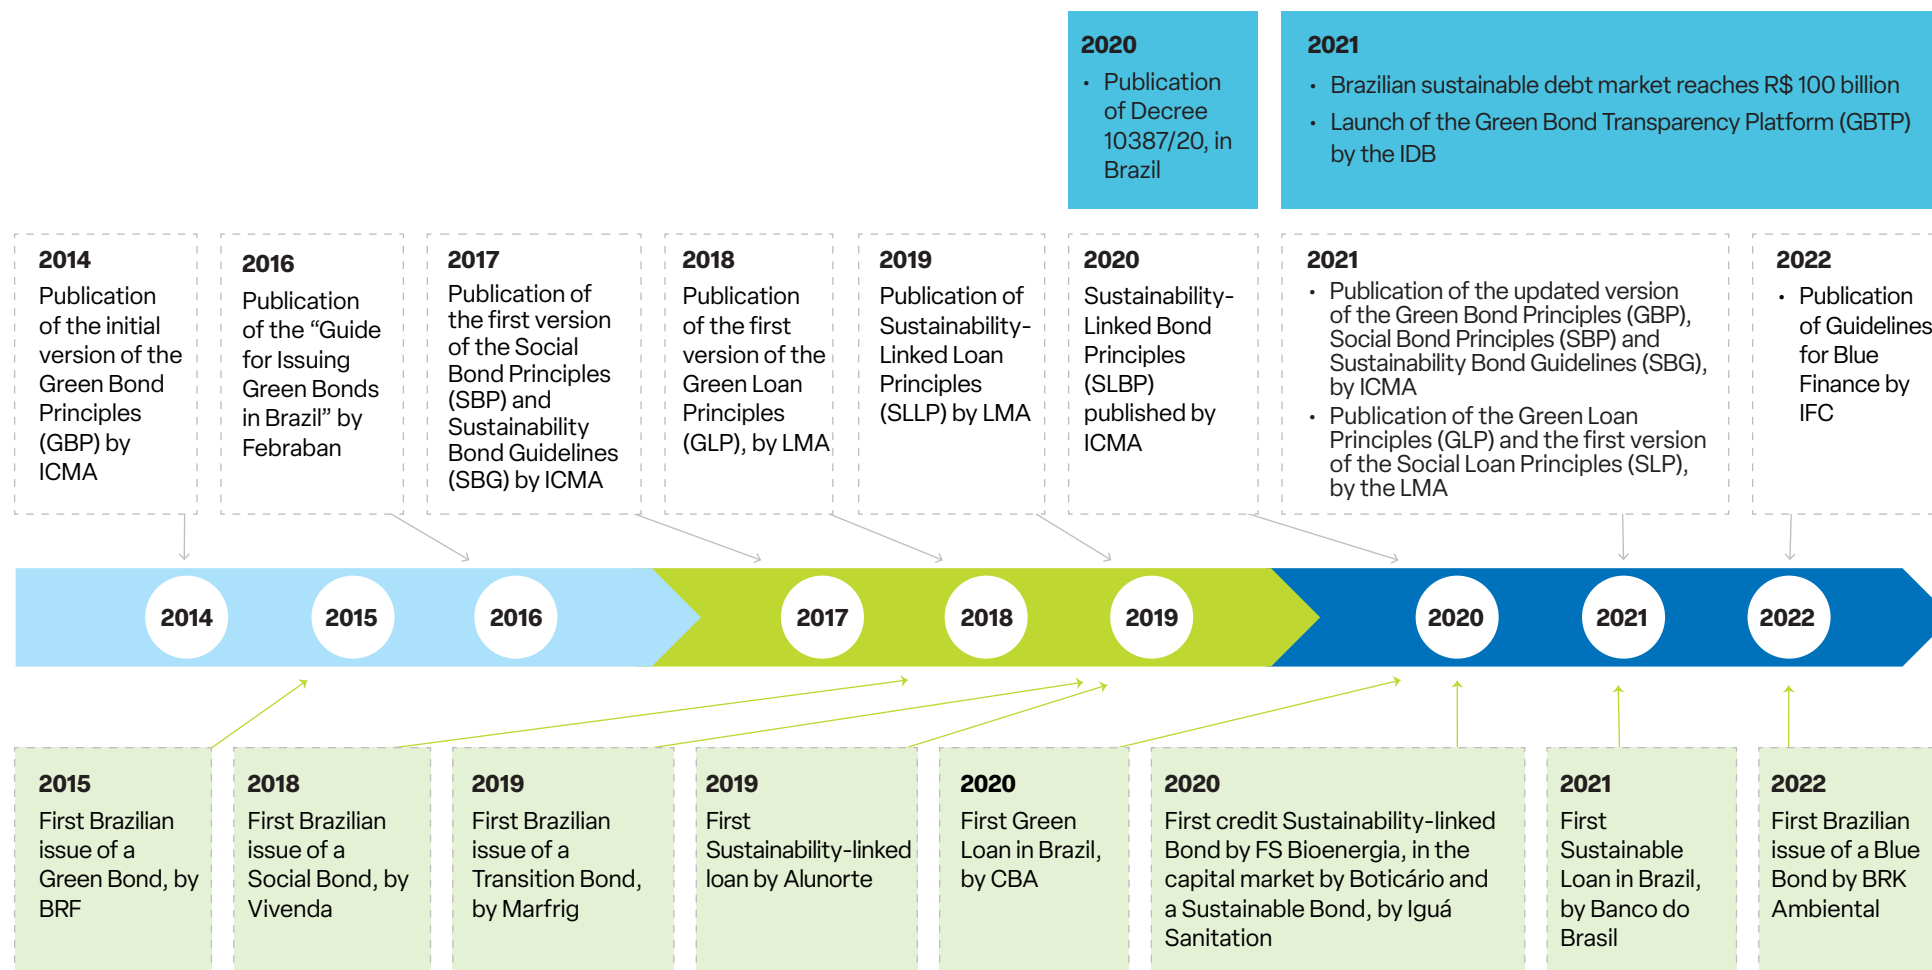 2020
• Publication
of Decree
10387/20, in
Brazil
2021
• Brazilian sustainable debt market reaches R$ 100 billion
• Launch of the Green Bond Transparency Platform (GBTP)
by the IDB
2014
Publication
of the initial
version of the
Green Bond
Principles
(GBP) by
ICMA
2016
Publication
of the “Guide
for Issuing
Green Bonds
in Brazil” by
Febraban
2017
Publication of
the first version
of the Social
Bond Principles
(SBP) and
Sustainability
Bond Guidelines
(SBG) by ICMA
2018
Publication
of the first
version of the
Green Loan
Principles
(GLP), by LMA
2019
Publication of
Sustainability-
Linked Loan
Principles
(SLLP) by LMA
2020
Sustainability-
Linked Bond
Principles
(SLBP)
published by
ICMA
2021
• Publication of the updated version
of the Green Bond Principles (GBP),
Social Bond Principles (SBP) and
Sustainability Bond Guidelines (SBG),
by ICMA
• Publication of the Green Loan
Principles (GLP) and the first version
of the Social Loan Principles (SLP),
by the LMA
2022
• Publication
of Guidelines
for Blue
Finance by
IFC
2014
2015
2016
2017
2018
2019
2020
2021
2022
2015
First Brazilian
issue of a
Green Bond, by
BRF
2018
First Brazilian
issue of a
Social Bond, by
Vivenda
2019
First Brazilian
issue of a
Transition Bond,
by Marfrig
2019
First
Sustainability-linked
loan by Alunorte
2020
First Green
Loan in Brazil,
by CBA
2020
First credit Sustainability-linked
Bond by FS Bioenergia, in the
capital market by Boticário and
a Sustainable Bond, by Iguá
Sanitation
2021
First
Sustainable
Loan in Brazil,
by Banco do
Brasil
2022
First Brazilian
issue of a Blue
Bond by BRK
Ambiental